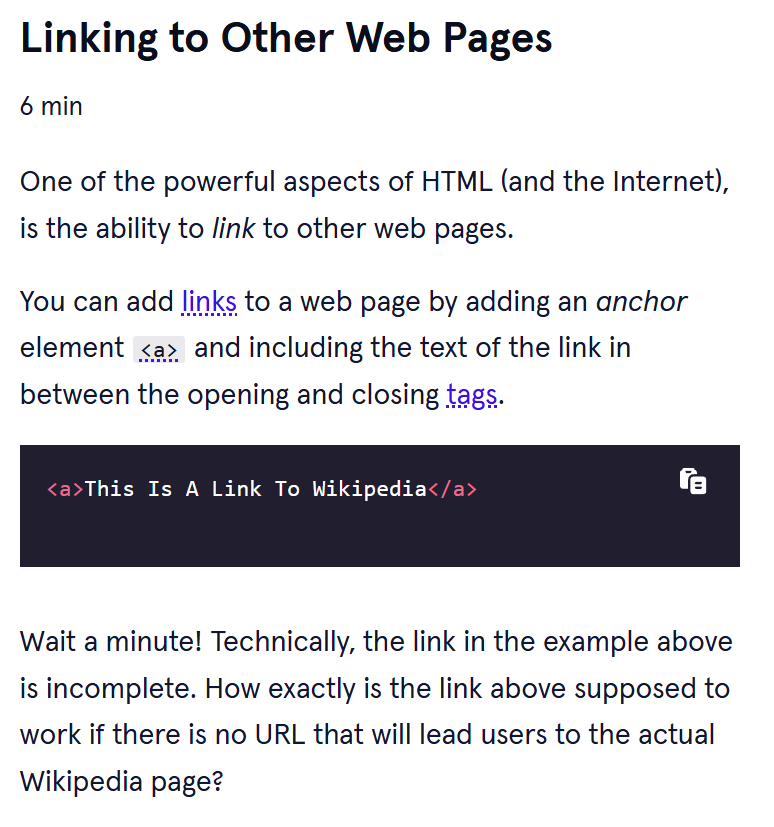 Linking to Other Web Pages
6 min
One of the powerful aspects of HTML (and the Internet),
is the ability to link to other web pages.
You can add links to a web page by adding an anchor
element <a> and including the text of the link in
between the opening and closing tags.
<a>This Is A Link To Wikipedia</a>
Wait a minute! Technically, the link in the example above
is incomplete. How exactly is the link above supposed to
work if there is no URL that will lead users to the actual
Wikipedia page?